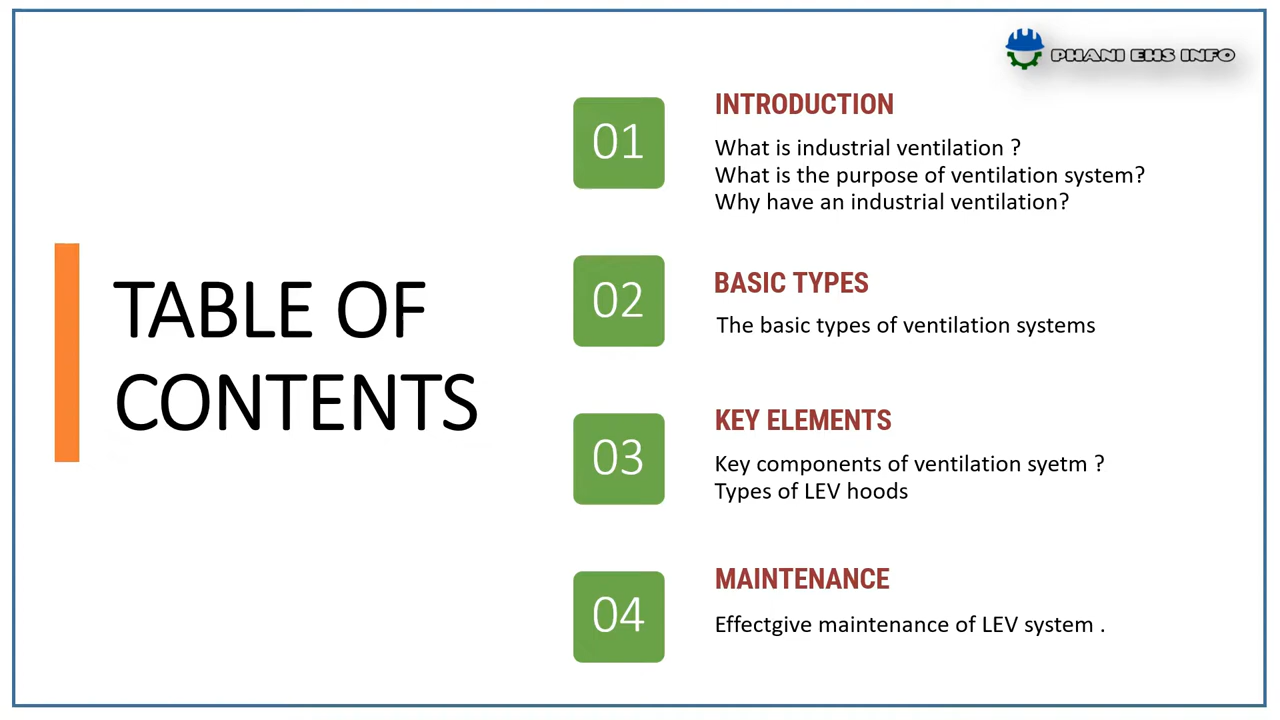 PHANI EHS INFO
TABLE OF
CONTENTS
01
INTRODUCTION
What is industrial ventilation ?
What is the purpose of ventilation system?
Why have an industrial ventilation?
02
BASIC TYPES
The basic types of ventilation systems
03
KEY ELEMENTS
Key components of ventilation syetm ?
Types of LEV hoods
04
MAINTENANCE
Effectgive maintenance of LEV system .